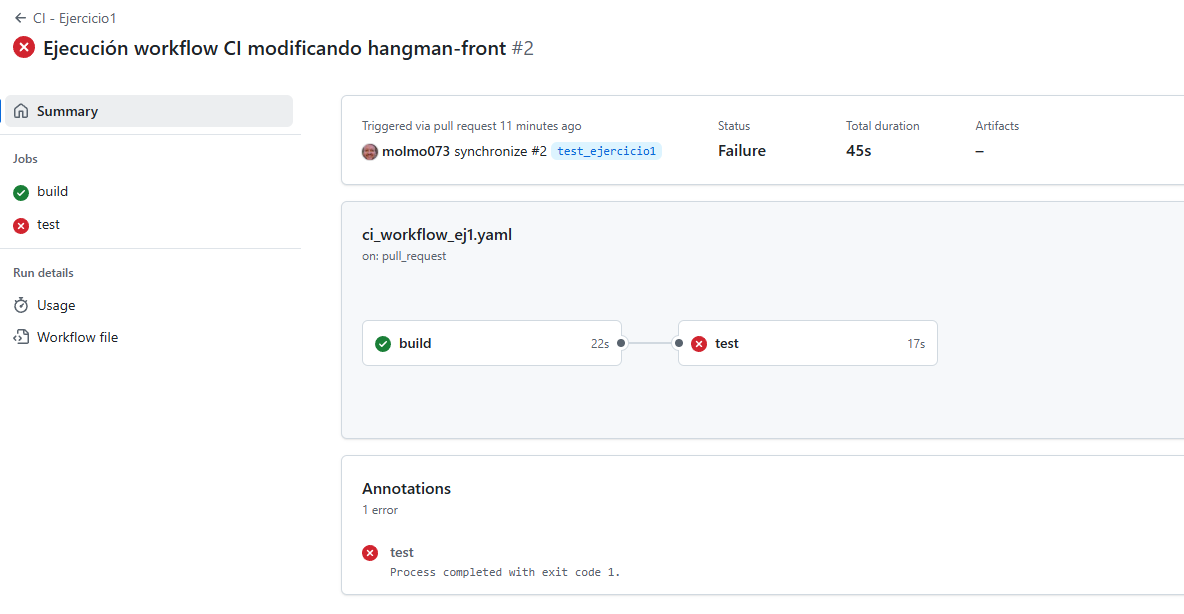 CI - Ejercicio1
Ejecución workflow CI modificando hangman-front #2
Summary
Jobs
build
test
Run details
Usage
Workflow file
Triggered via pull request 11 minutes ago
molmo073 synchronize #2 test_ejercicio1
Status
Failure
Total duration
45s
Artifacts
–
ci_workflow_ej1.yaml
on: pull_request
build 22s
test 17s
Annotations
1 error
test
Process completed with exit code 1.